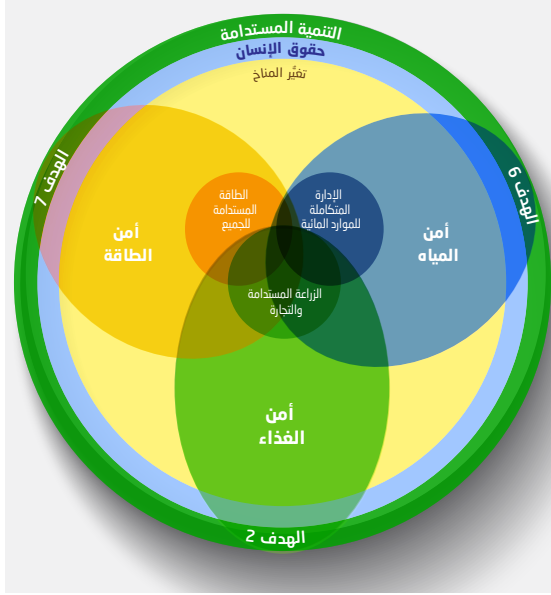 التنمية المستدامة
حقوق الإنسان
تغيُّر المناخ
الهدف 7
الهدف 6
الطاقة
المستدامة
للجميع
الإدارة
المتكاملة
للموارد المائية
أمن
الطاقة
أمن
المياه
الزراعة المستدامة
والتجارة
أمن
الغذاء
الهدف 2